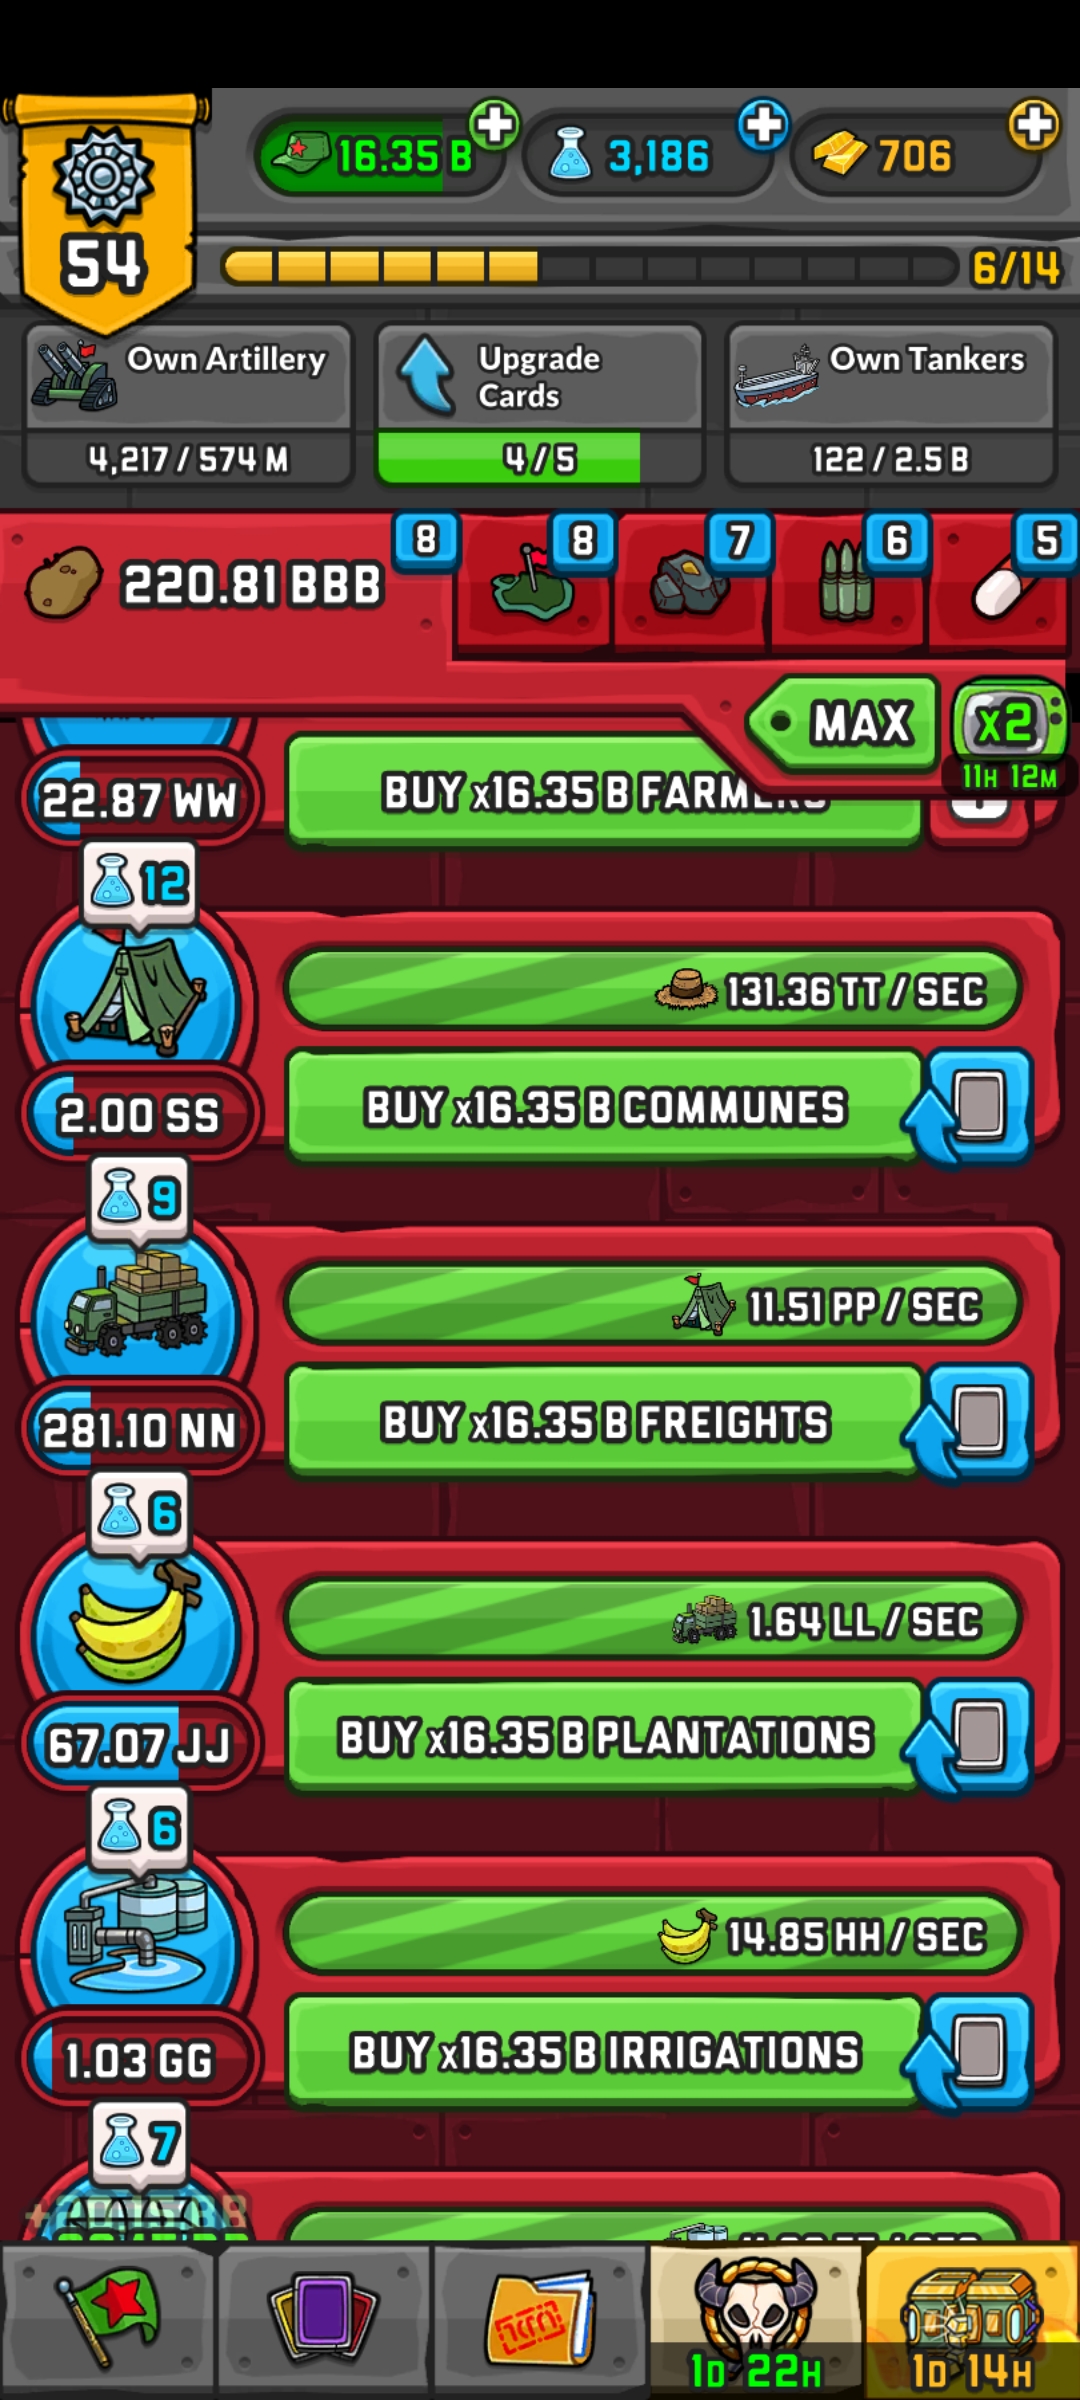 16.35 B
3,186
706
54
6/14
Own Artillery
4,217 / 574 M
Upgrade
Cards
4 / 5
Own Tankers
122 / 2.5 B
220.81 BBB
8
8
7
6
5
MAX
x2
11H 12M
22.87 WW
BUY x16.35 B FARMERS
12
131.36 TT / SEC
2.00 SS
BUY x16.35 B COMMUNES
9
11.51 PP / SEC
281.10 NN
BUY x16.35 B FREIGHTS
6
1.64 LL / SEC
67.07 JJ
BUY x16.35 B PLANTATIONS
6
14.85 HH / SEC
1.03 GG
BUY x16.35 B IRRIGATIONS
7
1D 22H
1D 14H